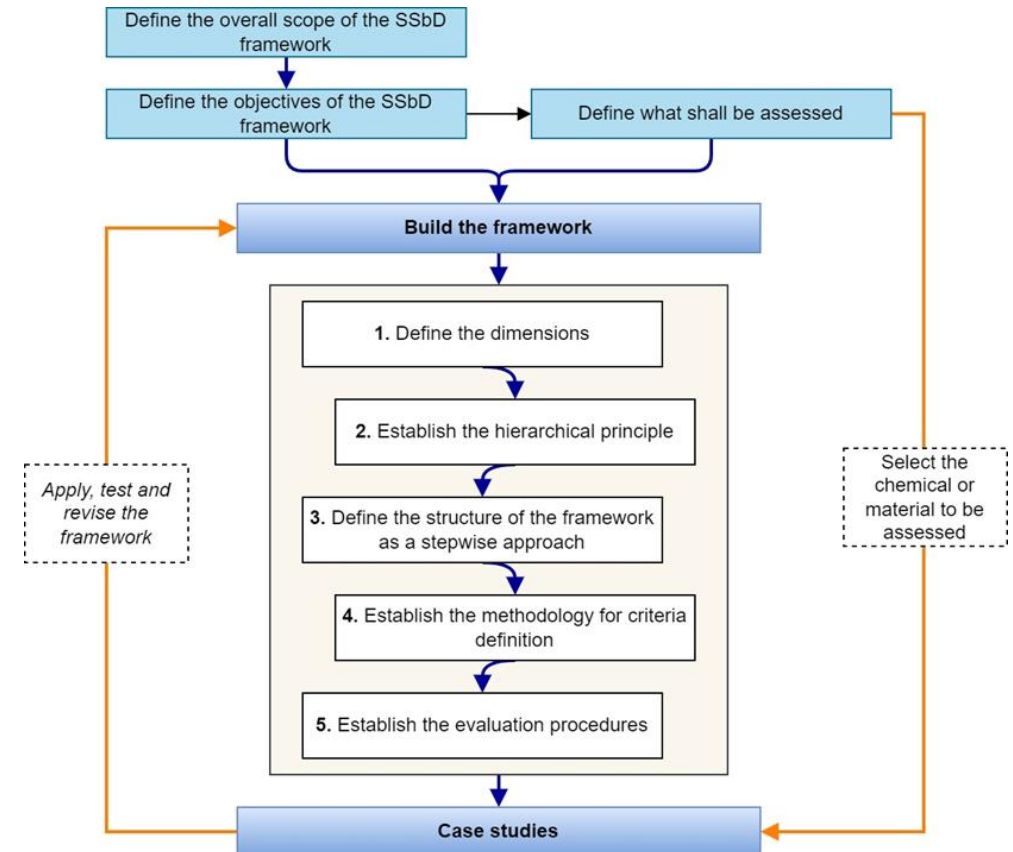 Define the overall scope of the SSbD
framework
Define the objectives of the SSbD
framework
Define what shall be assessed
Build the framework
1. Define the dimensions
2. Establish the hierarchical principle
3. Define the structure of the framework
as a stepwise approach
4. Establish the methodology for criteria
definition
5. Establish the evaluation procedures
Apply, test and
revise the
framework
Select the
chemical or
material to be
assessed
Case studies